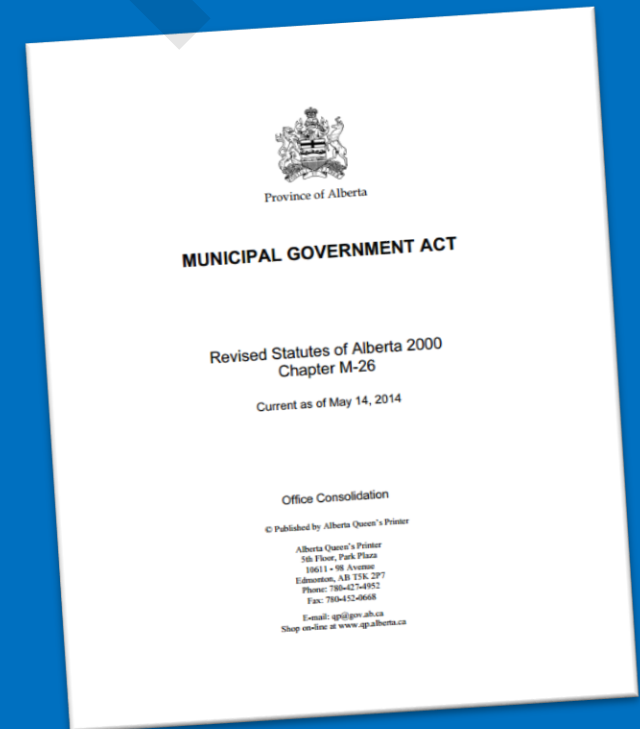 Province of Alberta
MUNICIPAL GOVERNMENT ACT
Revised Statutes of Alberta 2000
Chapter M-26
Current as of May 14, 2014
Office Consolidation
© Published by Alberta Queen's Printer
Alberta Queen's Printer
5th Floor, Park Plaza
10611 - 98 Avenue
Edmonton, AB T5K 2P7
Phone: 780-427-4952
Fax: 780-452-0668
E-mail: qp@gov.ab.ca
Shop on-line at www.qp.alberta.ca